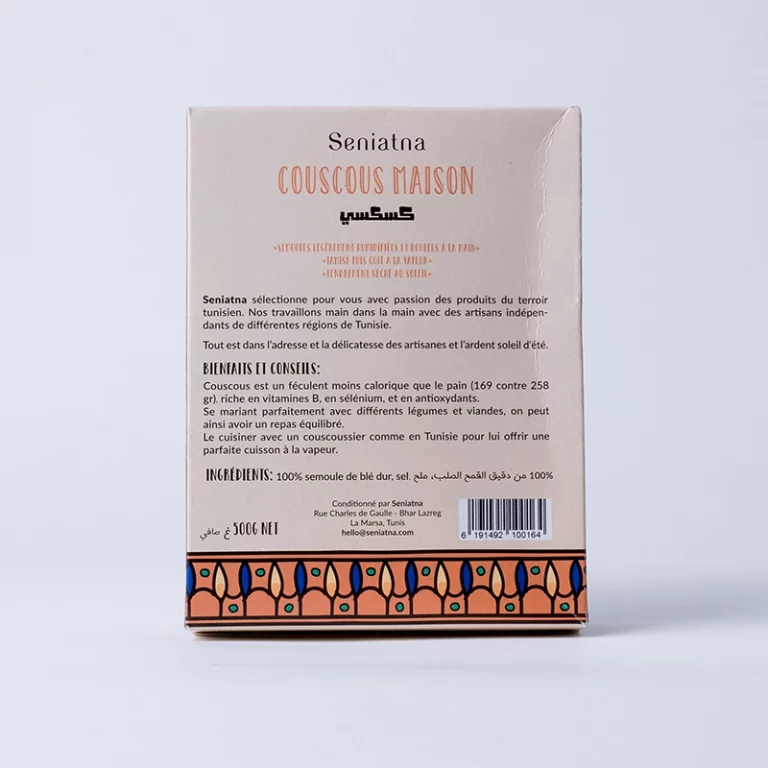 Seniatna
COUSCOUS MAISON
كسكسي
•SEMOULES LÉGÈREMENT HUMIDIFIÉES ET ROULÉES À LA MAIN•
•TAMISÉ PUIS CUIT À LA VAPEUR•
•TENDREMENT SÉCHÉ AU SOLEIL•
Seniatna sélectionne pour vous avec passion des produits du terroir
tunisien. Nos travaillons main dans la main avec des artisans indépen-
dants de différentes régions de Tunisie.
Tout est dans l'adresse et la délicatesse des artisanes et l'ardent soleil d'été.
BIENFAITS ET CONSEILS:
Couscous est un féculent moins calorique que le pain (169 contre 258
gr). riche en vitamines B, en sélénium, et en antioxydants.
Se mariant parfaitement avec différents légumes et viandes, on peut
ainsi avoir un repas équilibré.
Le cuisiner avec un couscoussier comme en Tunisie pour lui offrir une
parfaite cuisson à la vapeur.
INGRÉDIENTS: 100% semoule de blé dur, sel. 100% من دقيق القمح الصلب، ملح
Conditionné par Seniatna
Rue Charles de Gaulle - Bhar Lazreg
La Marsa, Tunis
hello@seniatna.com
500G NET غ صافي
6 191492 100164